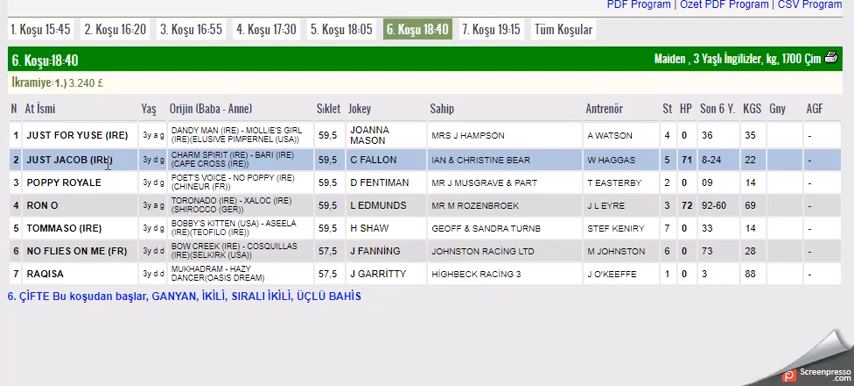 PDF Program | Ozet PDF Program | CSV Program
1. Koşu 15:45 2. Koşu 16:20 3. Koşu 16:55 4. Koşu 17:30 5. Koşu 18:05 6. Koşu 18:40 7. Koşu 19:15 Tüm Koşular
6. Koşu:18:40 Maiden , 3 Yaşlı İngilizler, kg, 1700 Çim
İkramiye:1.) 3.240 £
N At İsmi Yaş Orijin (Baba - Anne) Sıklet Jokey Sahip Antrenör St HP Son 6 Y. KGS Gny AGF
1 JUST FOR YUSE (IRE) 3y a g DANDY MAN (IRE) - MOLLIE'S GIRL (IRE)(ELUSIVE PIMPERNEL (USA)) 59,5 JOANNA MASON MRS J HAMPSON A WATSON 4 0 36 35 -
2 JUST JACOB (IRE) 3y d g CHARM SPIRIT (IRE) - BARI (IRE) (CAPE CROSS (IRE)) 59,5 C FALLON IAN & CHRISTINE BEAR W HAGGAS 5 71 8-24 22 -
3 POPPY ROYALE 3y d g POET'S VOICE - NO POPPY (IRE) (CHINEUR (FR)) 59,5 D FENTIMAN MR J MUSGRAVE & PART T EASTERBY 2 0 09 14 -
4 RON O 3y a g TORONADO (IRE) - XALOC (IRE) (SHIROCCO (GER)) 59,5 L EDMUNDS MR M ROZENBROEK J L EYRE 3 72 92-60 69 -
5 TOMMASO (IRE) 3y d g BOBBY'S KITTEN (USA) - ASEELA (IRE)(TEOFILO (IRE)) 59,5 H SHAW GEOFF & SANDRA TURNB STEF KENIRY 7 0 33 14 -
6 NO FLIES ON ME (FR) 3y d d BOW CREEK (IRE) - COSQUILLAS (IRE)(SELKIRK (USA)) 57,5 J FANNING JOHNSTON RACING LTD M JOHNSTON 6 0 73 28 -
7 RAQISA 3y d d MUKHADRAM - HAZY DANCER(OASIS DREAM) 57,5 J GARRITTY HIGHBECK RACING 3 J O'KEEFFE 1 0 3 88 -
6. ÇİFTE Bu koşudan başlar, GANYAN, İKİLİ, SIRALI İKİLİ, ÜÇLÜ BAHİS
Screenpresso
.com